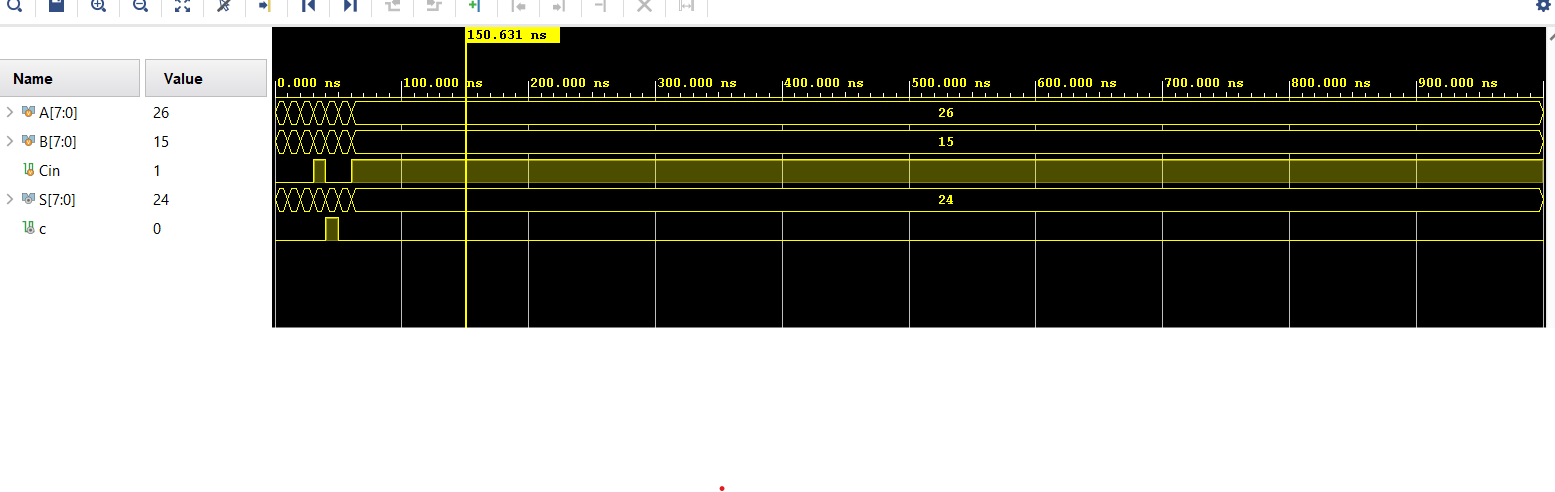 150.631 ns
Name Value
0.000 ns 100.000 ns 200.000 ns 300.000 ns 400.000 ns 500.000 ns 600.000 ns 700.000 ns 800.000 ns 900.000 ns
A[7:0] 26 26
B[7:0] 15 15
Cin 1
S[7:0] 24 24
c 0